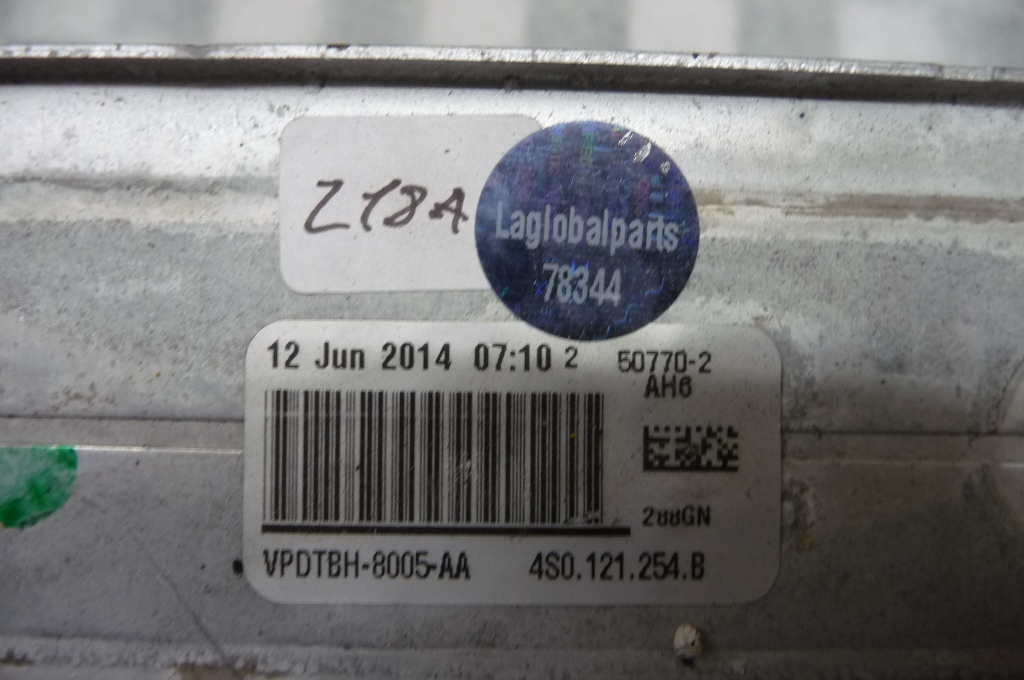 Z18A
Laglobalparts
78344
12 Jun 2014 07:10 2 50770-2
AH6
288GN
VPDTBH-8005-AA 4S0.121.254.B